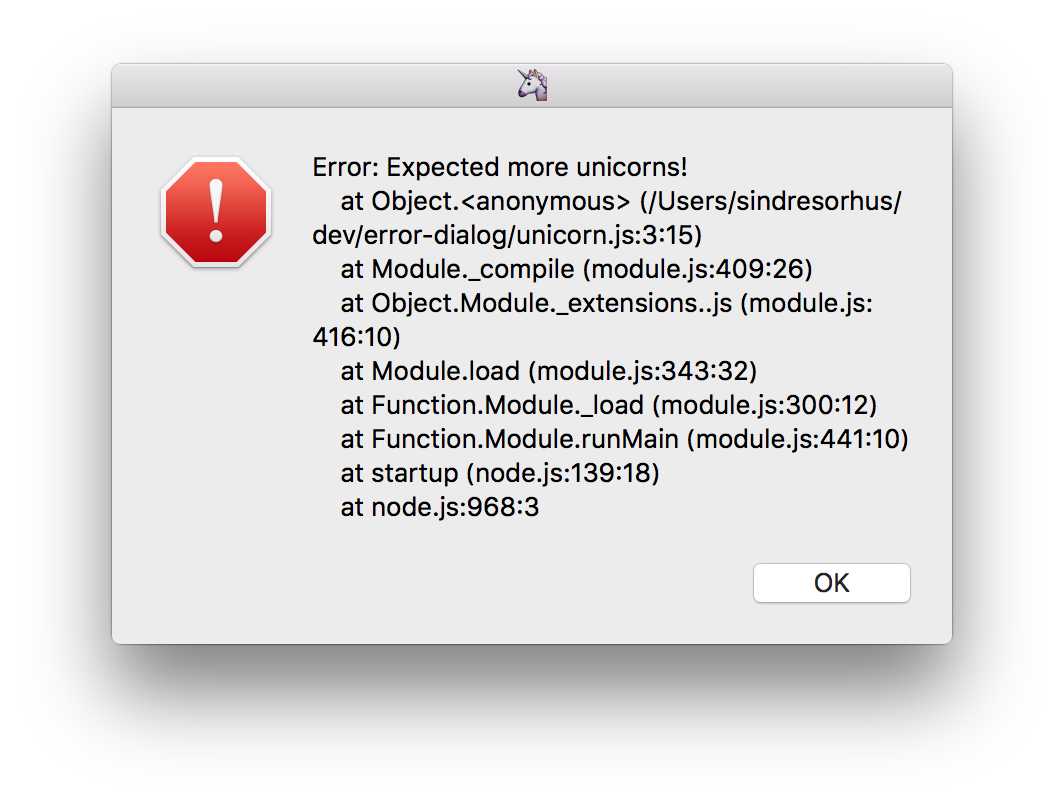 Error: Expected more unicorns!
    at Object.<anonymous> (/Users/sindresorhus/
dev/error-dialog/unicorn.js:3:15)
    at Module._compile (module.js:409:26)
    at Object.Module._extensions..js (module.js:
416:10)
    at Module.load (module.js:343:32)
    at Function.Module._load (module.js:300:12)
    at Function.Module.runMain (module.js:441:10)
    at startup (node.js:139:18)
    at node.js:968:3
OK